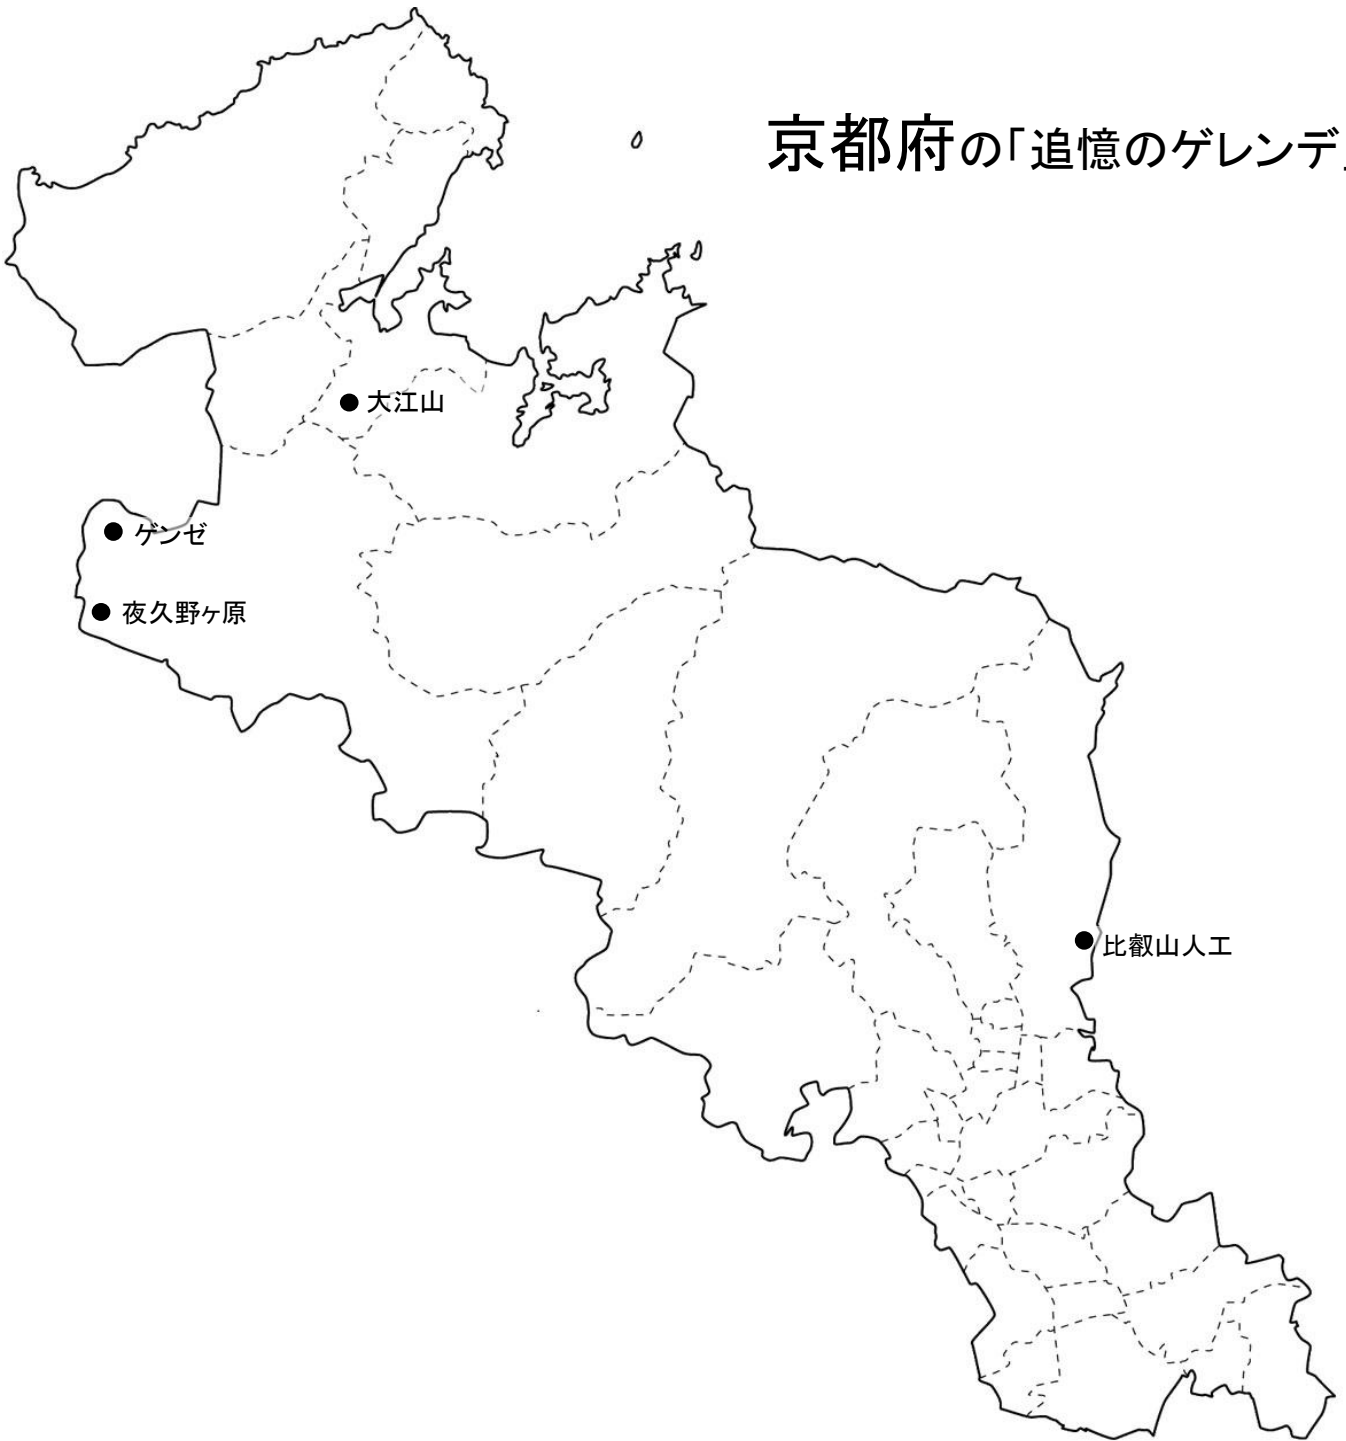 京都府の「追憶のゲレンデ」
大江山
ゲンゼ
夜久野ヶ原
比叡山人工